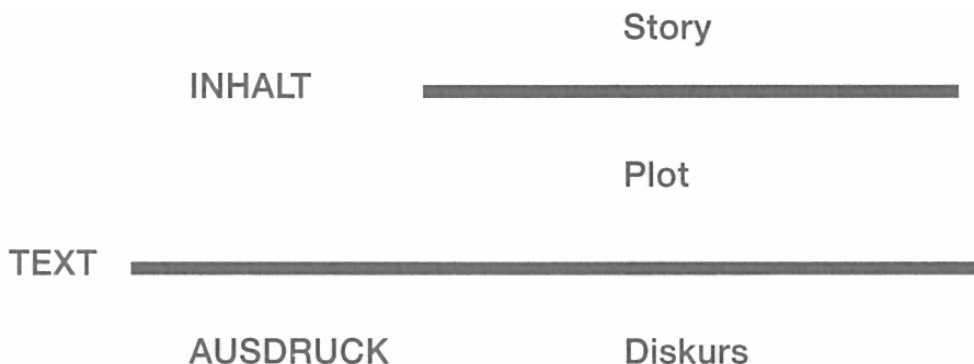 Story
INHALT
Plot
TEXT
AUSDRUCK Diskurs